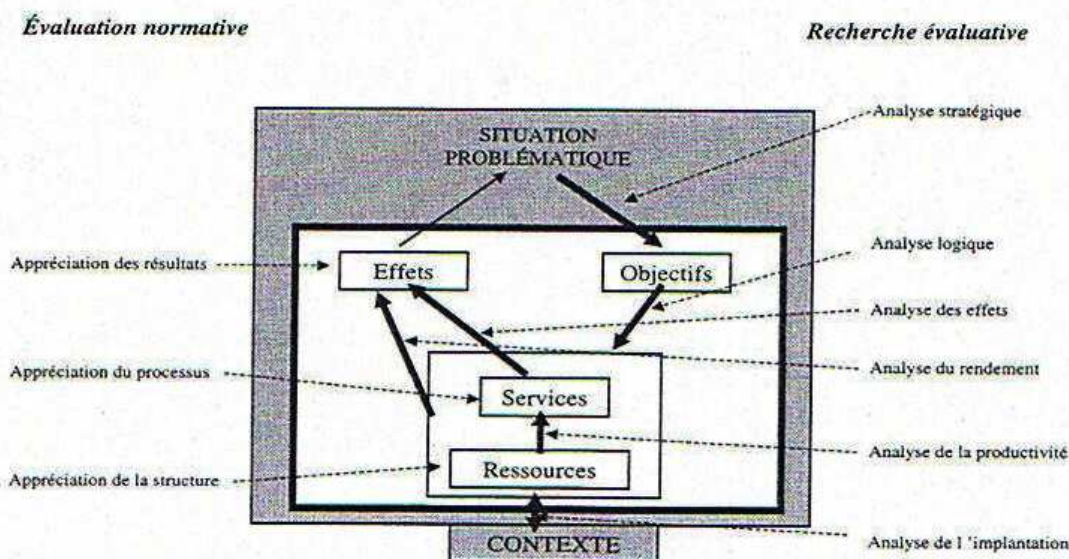 Évaluation normative
Recherche évaluative
Analyse stratégique
SITUATION
PROBLÉMATIQUE
Analyse logique
Appréciation des résultats
Effets
Objectifs
Analyse des effets
Appréciation du processus
Analyse du rendement
Services
Analyse de la productivité
Appréciation de la structure
Ressources
CONTEXTE
Analyse de l 'implantation